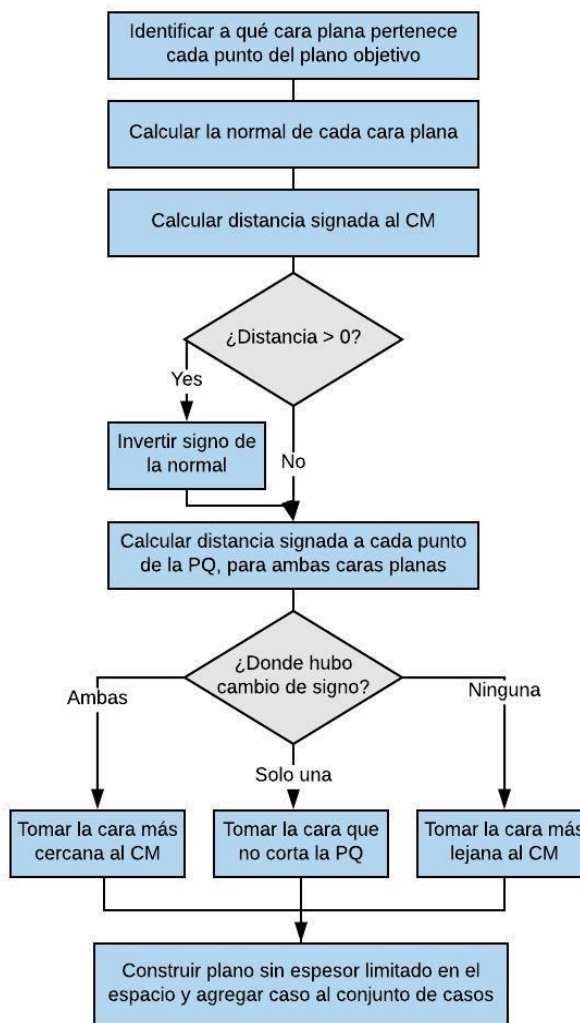 Identificar a qué cara plana pertenece
cada punto del plano objetivo
Calcular la normal de cada cara plana
Calcular distancia signada al CM
¿Distancia > 0?
Yes
Invertir signo de
la normal
No
Calcular distancia signada a cada punto
de la PQ, para ambas caras planas
¿Donde hubo
cambio de signo?
Ambas
Ninguna
Solo una
Tomar la cara más
cercana al CM
Tomar la cara que
no corta la PQ
Tomar la cara más
lejana al CM
Construir plano sin espesor limitado en el
espacio y agregar caso al conjunto de casos